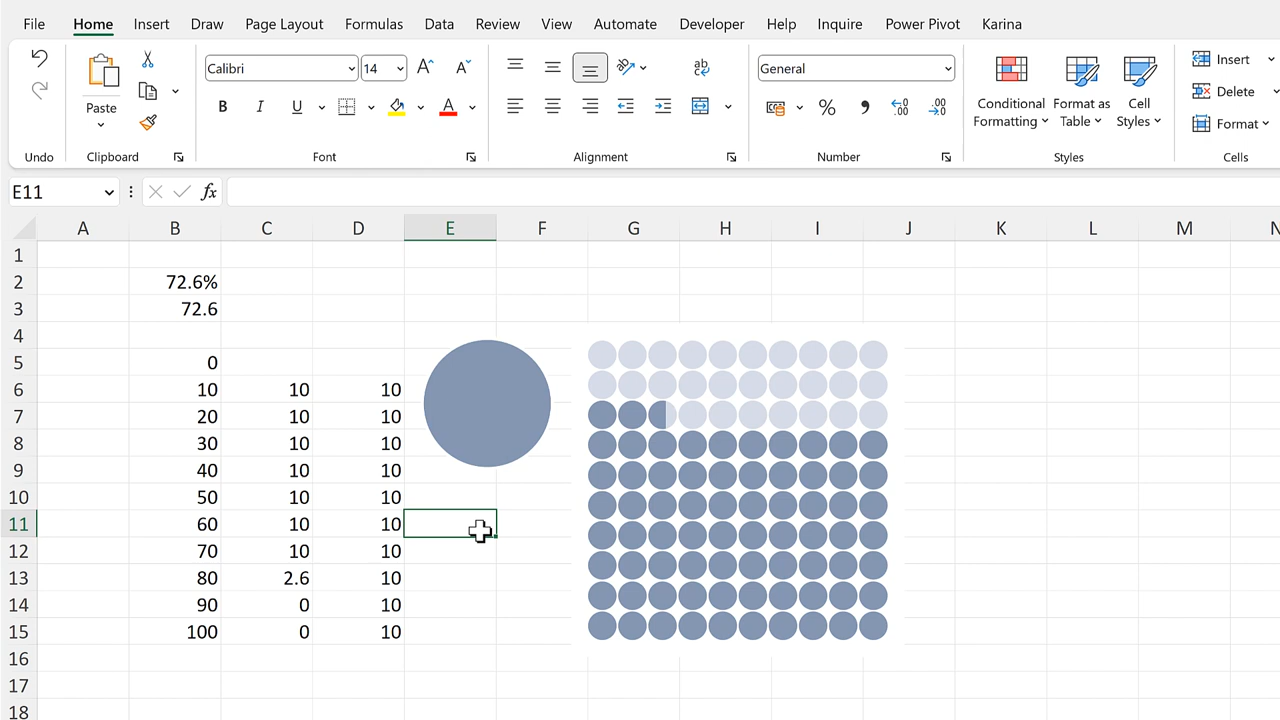 File Home Insert Draw Page Layout Formulas Data Review View Automate Developer Help Inquire Power Pivot Karina
Calibri 14 General
Paste
B I U A
ab
Conditional Formatting Format as Table Cell Styles
Insert
Delete
Format
Undo Clipboard Font Alignment Number Styles Cells
E11 fx
A B C D E F G H I J K L M N
1
2 72.6%
3 72.6
4
5 0
6 10 10 10
7 20 10 10
8 30 10 10
9 40 10 10
10 50 10 10
11 60 10 10
12 70 10 10
13 80 2.6 10
14 90 0 10
15 100 0 10
16
17
18